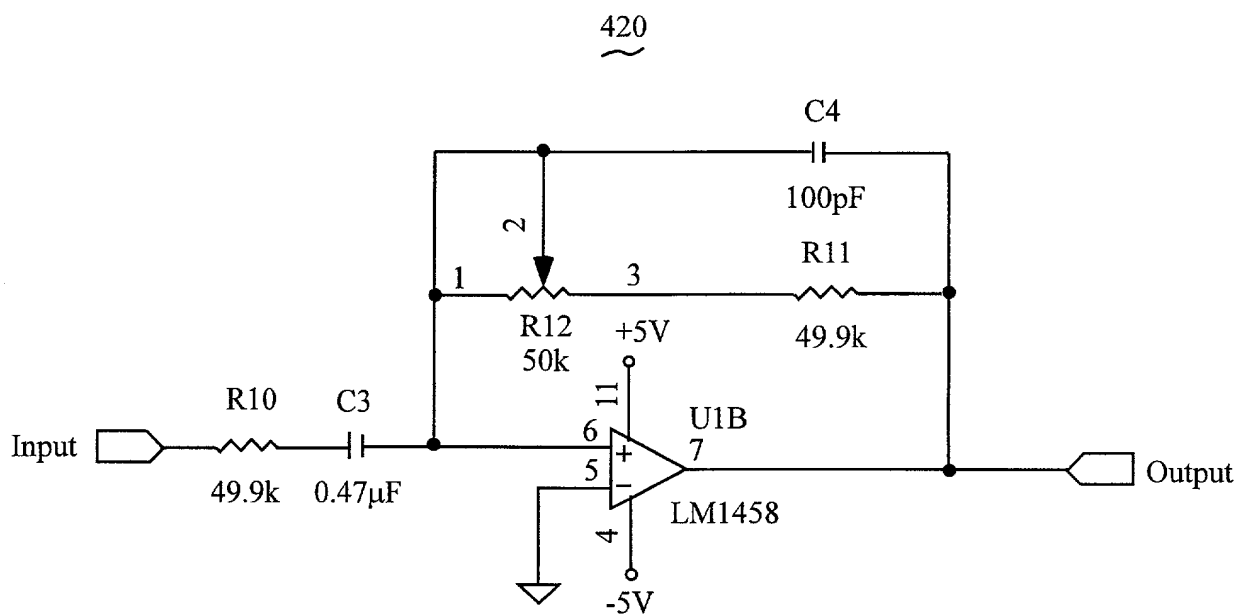 420
C4
100pF
2
R11
1
3
R12
50k
+5V
49.9k
11
R10
C3
U1B
Input
6
+
7
5
−
Output
49.9k
0.47μF
LM1458
4
-5V